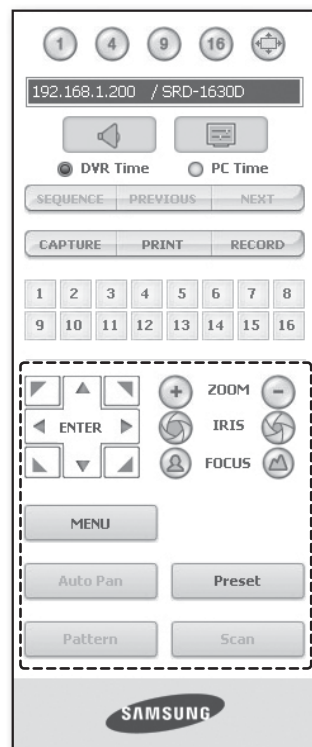 1 4 9 16
192.168.1.200 / SRD-1630D
DVR Time PC Time
SEQUENCE PREVIOUS NEXT
CAPTURE PRINT RECORD
1 2 3 4 5 6 7 8
9 10 11 12 13 14 15 16
ZOOM
ENTER IRIS
FOCUS
MENU
Auto Pan Preset
Pattern Scan
SAMSUNG